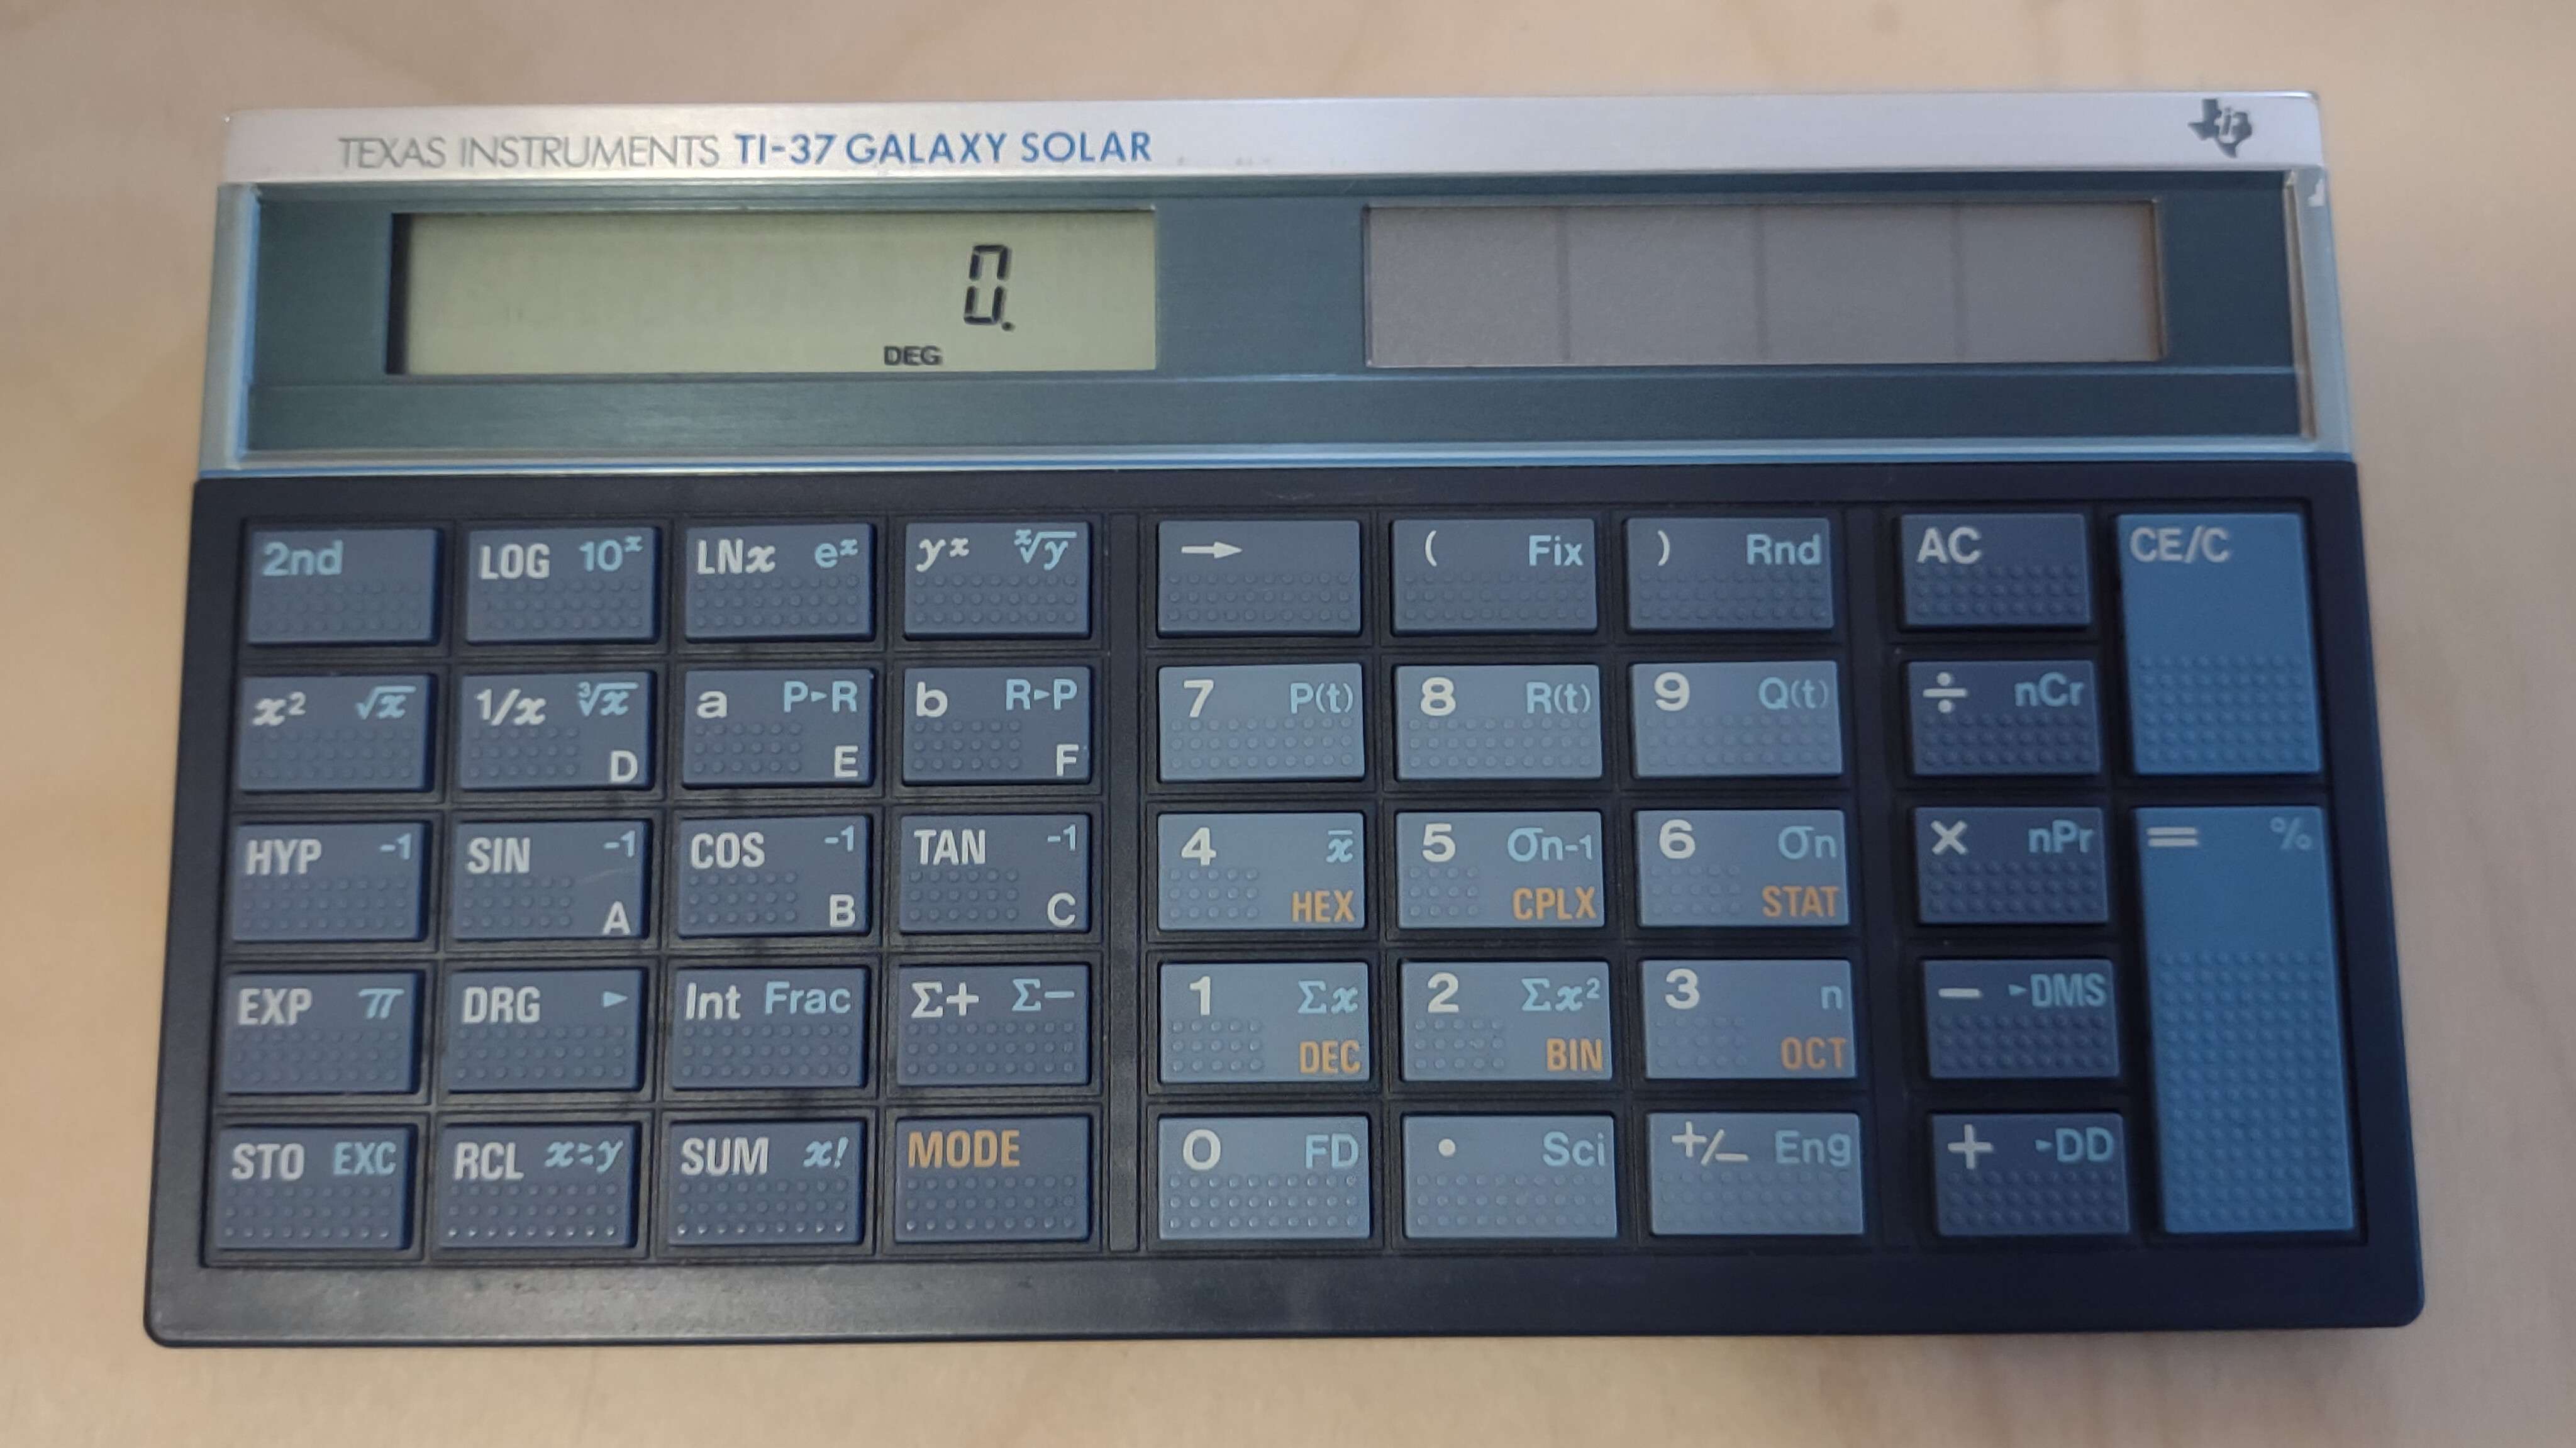 TEXAS INSTRUMENTS TI-37 GALAXY SOLAR
0.
DEG
2nd LOG 10ˣ LNx eˣ yˣ ˣ√y → ( Fix ) Rnd AC CE/C
x² √x 1/x ³√x D a P▸R E b R▸P F 7 P(t) 8 R(t) 9 Q(t) ÷ nCr
HYP -1 SIN -1 A COS -1 B TAN -1 C 4 x̄ HEX 5 σn-1 CPLX 6 σn STAT × nPr = %
EXP π DRG ▸ Int Frac Σ+ Σ− 1 Σx DEC 2 Σx² BIN 3 n OCT − ▸DMS
STO EXC RCL x⇄y SUM x! MODE 0 FD • Sci +/− Eng + ▸DD